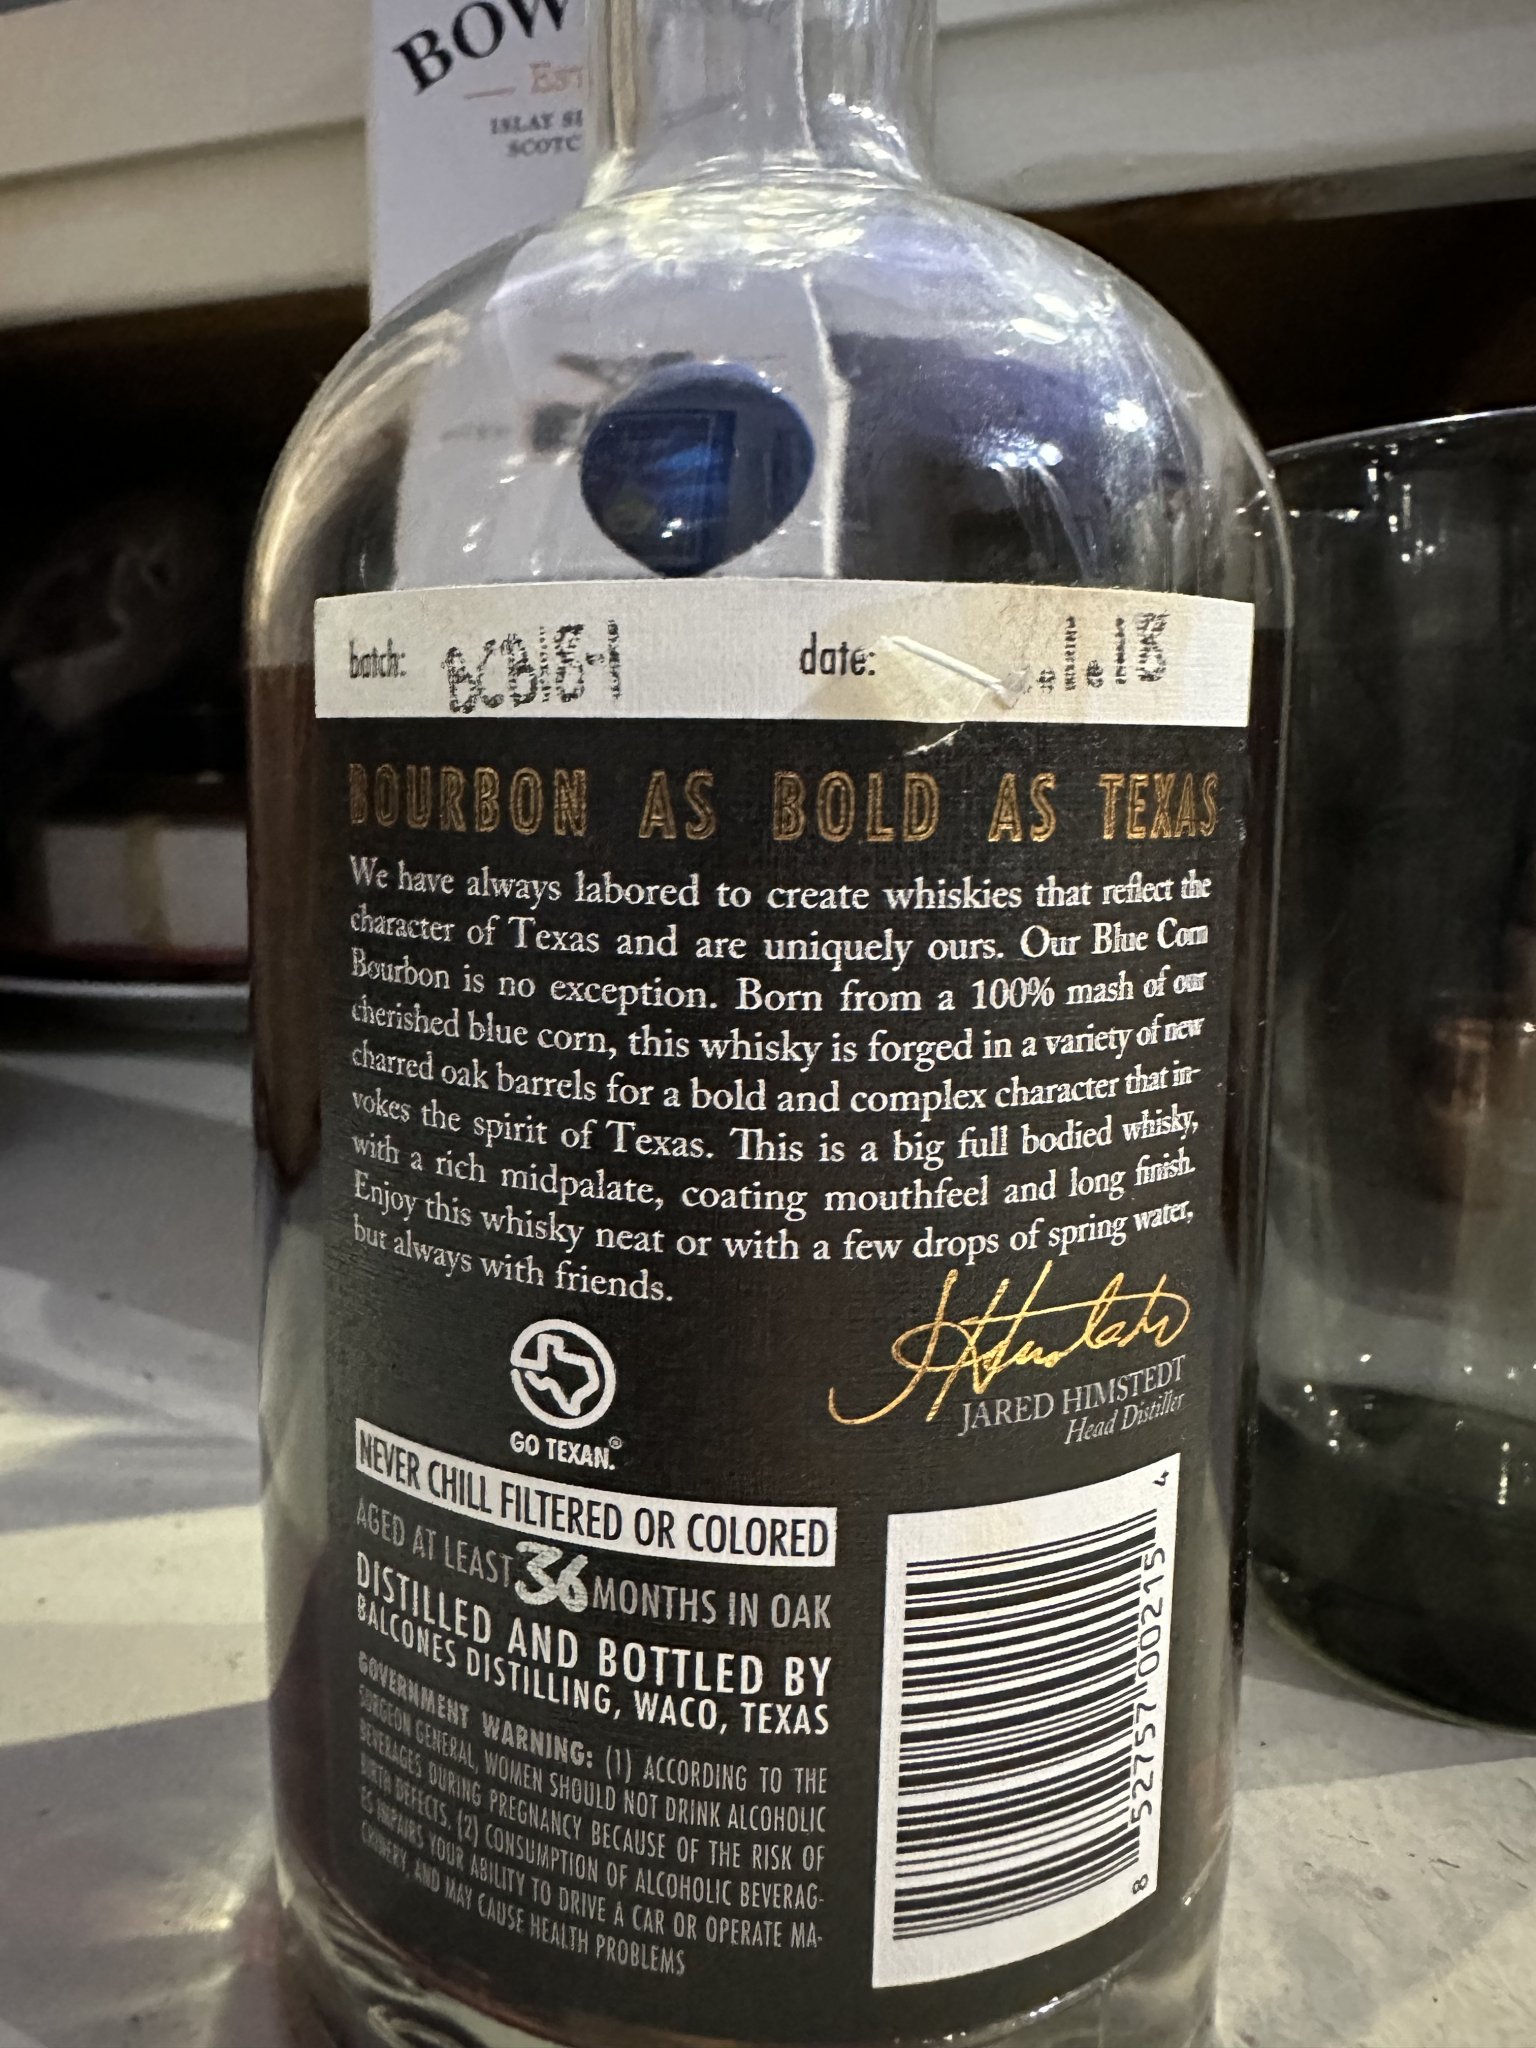 BOW
EST
ISLAY SI
SCOTC
batch: BCB18-1
date: .1.18
BOURBON AS BOLD AS TEXAS
We have always labored to create whiskies that reflect the
character of Texas and are uniquely ours. Our Blue Corn
Bourbon is no exception. Born from a 100% mash of our
cherished blue corn, this whisky is forged in a variety of new
charred oak barrels for a bold and complex character that in-
vokes the spirit of Texas. This is a big full bodied whisky,
with a rich midpalate, coating mouthfeel and long finish.
Enjoy this whisky neat or with a few drops of spring water,
but always with friends.
JARED HIMSTEDT
Head Distiller
GO TEXAN.®
NEVER CHILL FILTERED OR COLORED
AGED AT LEAST 36 MONTHS IN OAK
DISTILLED AND BOTTLED BY
BALCONES DISTILLING, WACO, TEXAS
GOVERNMENT WARNING: (1) ACCORDING TO THE
SURGEON GENERAL, WOMEN SHOULD NOT DRINK ALCOHOLIC
BEVERAGES DURING PREGNANCY BECAUSE OF THE RISK OF
BIRTH DEFECTS. (2) CONSUMPTION OF ALCOHOLIC BEVERAG-
ES IMPAIRS YOUR ABILITY TO DRIVE A CAR OR OPERATE MA-
CHINERY, AND MAY CAUSE HEALTH PROBLEMS
8 52757 00215 4